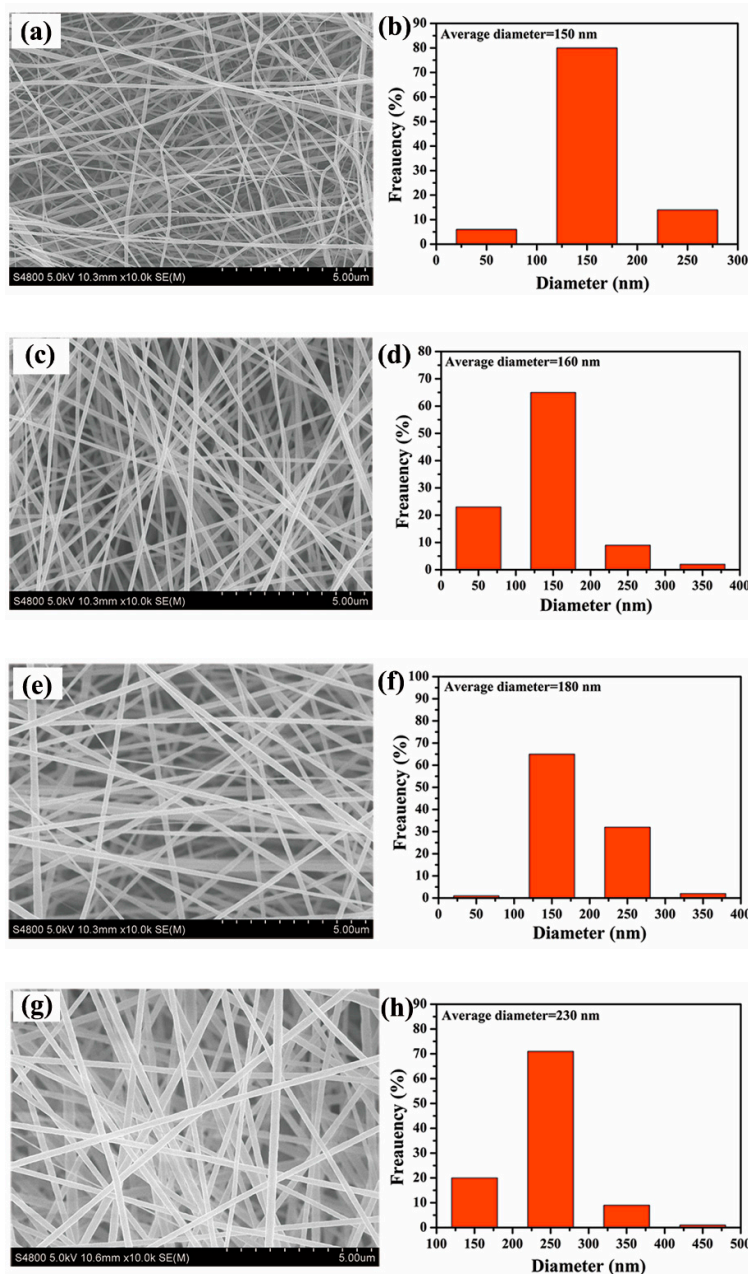 (a)
S4800 5.0kV 10.3mm x10.0k SE(M) 5.00um
(b)
Average diameter=150 nm
Freauency (%)
90
80
70
60
50
40
30
20
10
0
0 50 100 150 200 250 300
Diameter (nm)
(c)
S4800 5.0kV 10.3mm x10.0k SE(M) 5.00um
(d)
Average diameter=160 nm
Freauency (%)
80
70
60
50
40
30
20
10
0
0 50 100 150 200 250 300 350 400
Diameter (nm)
(e)
S4800 5.0kV 10.3mm x10.0k SE(M) 5.00um
(f)
Average diameter=180 nm
Freauency (%)
100
90
80
70
60
50
40
30
20
10
0
0 50 100 150 200 250 300 350 400
Diameter (nm)
(g)
S4800 5.0kV 10.6mm x10.0k SE(M) 5.00um
(h)
Average diameter=230 nm
Freauency (%)
90
80
70
60
50
40
30
20
10
0
100 150 200 250 300 350 400 450 500
Diameter (nm)